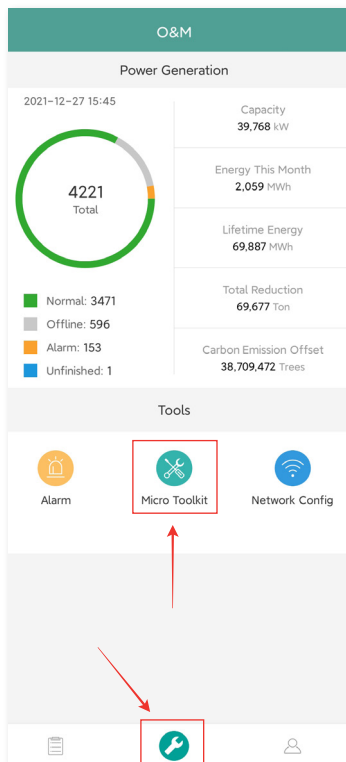 O&M
Power Generation
2021-12-27 15:45
4221
Total
Normal: 3471
Offline: 596
Alarm: 153
Unfinished: 1
Capacity
39,768 kW
Energy This Month
2,059 MWh
Lifetime Energy
69,887 MWh
Total Reduction
69,677 Ton
Carbon Emission Offset
38,709,472 Trees
Tools
Alarm
Micro Toolkit
Network Config